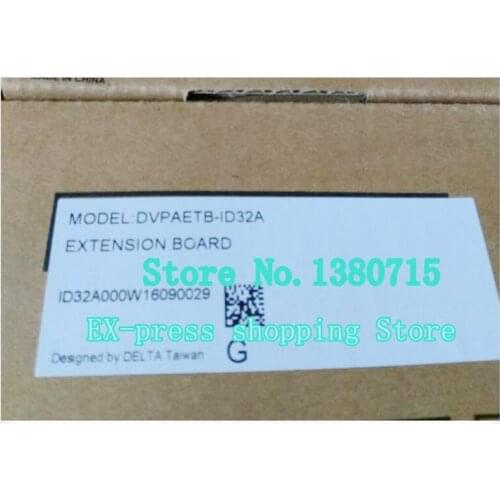 MADE IN CHINA
MODEL:DVPAETB-ID32A
EXTENSION BOARD
Store No.1380715
ID32A000W16090029
EX-press shopping Store
Designed by DELTA Taiwan
G